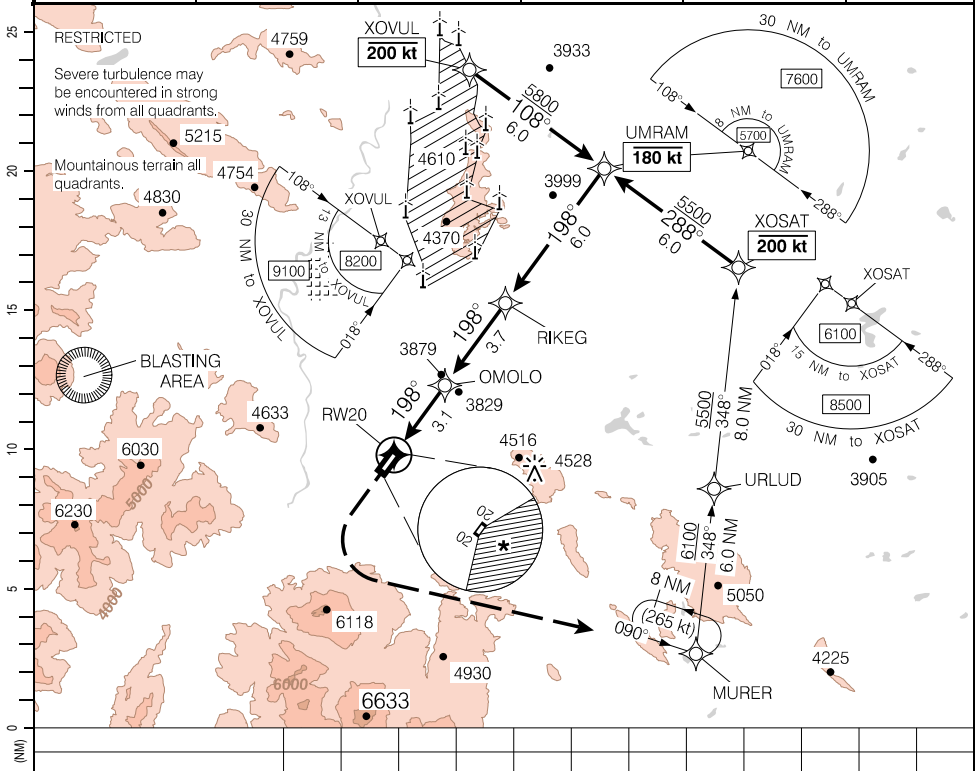 25
20
15
10
5
0
(NM)
RESTRICTED
Severe turbulence may
be encountered in strong
winds from all quadrants.
Mountainous terrain all
quadrants.
4759
5215
4754
4830
XOVUL
200 kt
3933
5800
108°
6.0
4610
4370
UMRAM
180 kt
3999
198°
6.0
5500
288°
6.0
XOSAT
200 kt
30 NM to UMRAM
7600
108°
8 NM to UMRAM
5700
288°
108°
XOVUL
13 NM to XOVUL
8200
9100
30 NM to XOVUL
018°
RIKEG
198°
3.7
3879
OMOLO
3829
198°
3.1
RW20
BLASTING
AREA
4633
6030
5000
6230
4000
XOSAT
6100
018°
15 NM to XOSAT
288°
8500
30 NM to XOSAT
3905
5500
348°
8.0 NM
URLUD
6100
348°
6.0 NM
4516
4528
20
02
*
5050
8 NM
(265 kt)
090°
MURER
4225
6118
4930
6000
6633